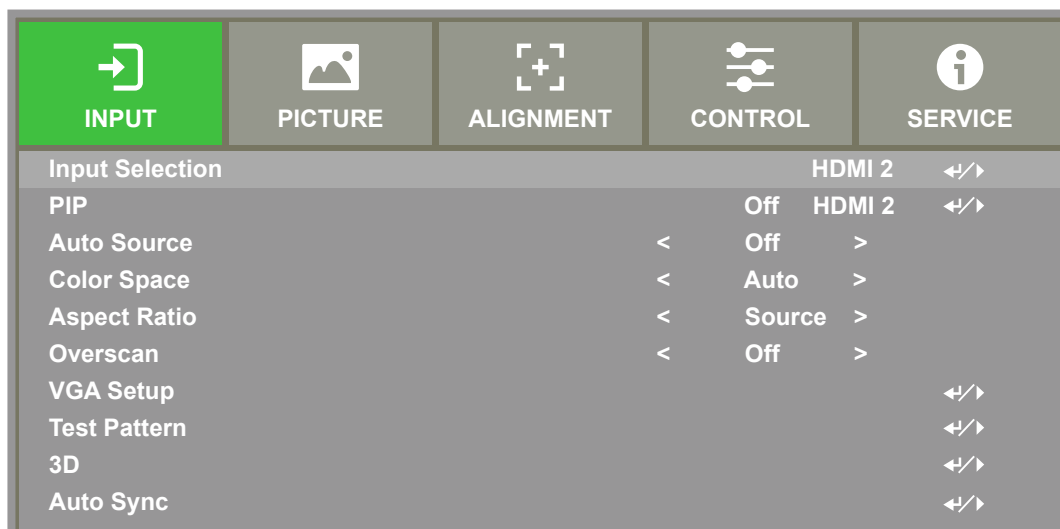 INPUT PICTURE ALIGNMENT CONTROL SERVICE
Input Selection HDMI 2
PIP Off HDMI 2
Auto Source < Off >
Color Space < Auto >
Aspect Ratio < Source >
Overscan < Off >
VGA Setup
Test Pattern
3D
Auto Sync